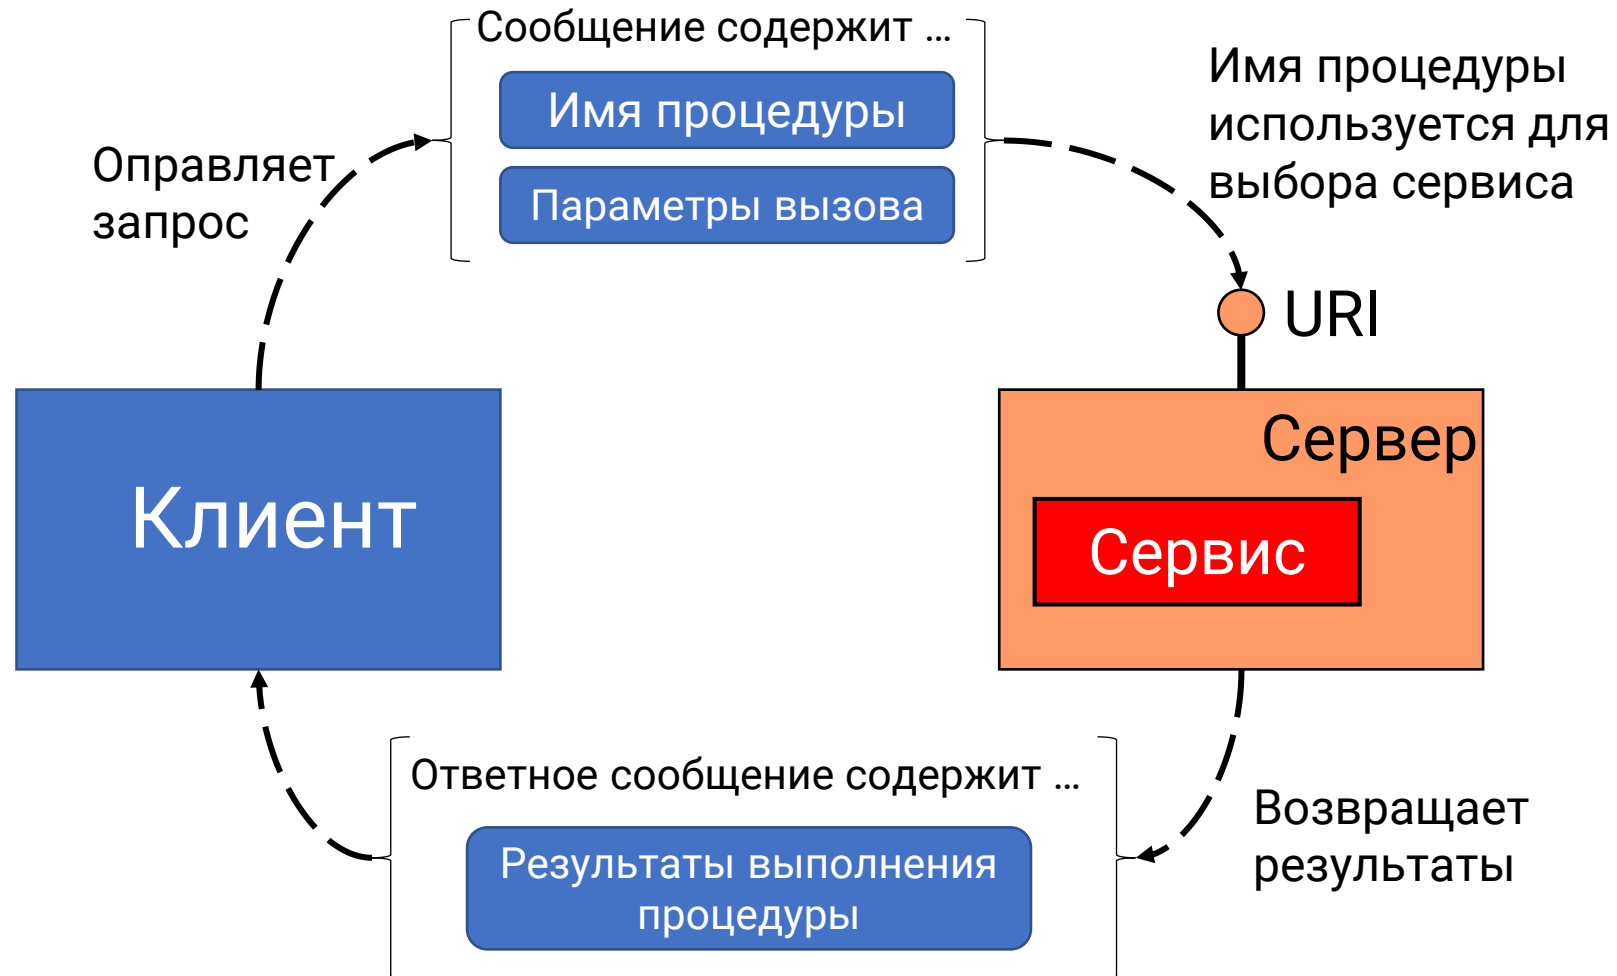 Сообщение содержит ...
Имя процедуры
Параметры вызова
Оправляет
запрос
Имя процедуры
используется для
выбора сервиса
URI
Клиент
Сервер
Сервис
Ответное сообщение содержит ...
Результаты выполнения
процедуры
Возвращает
результаты